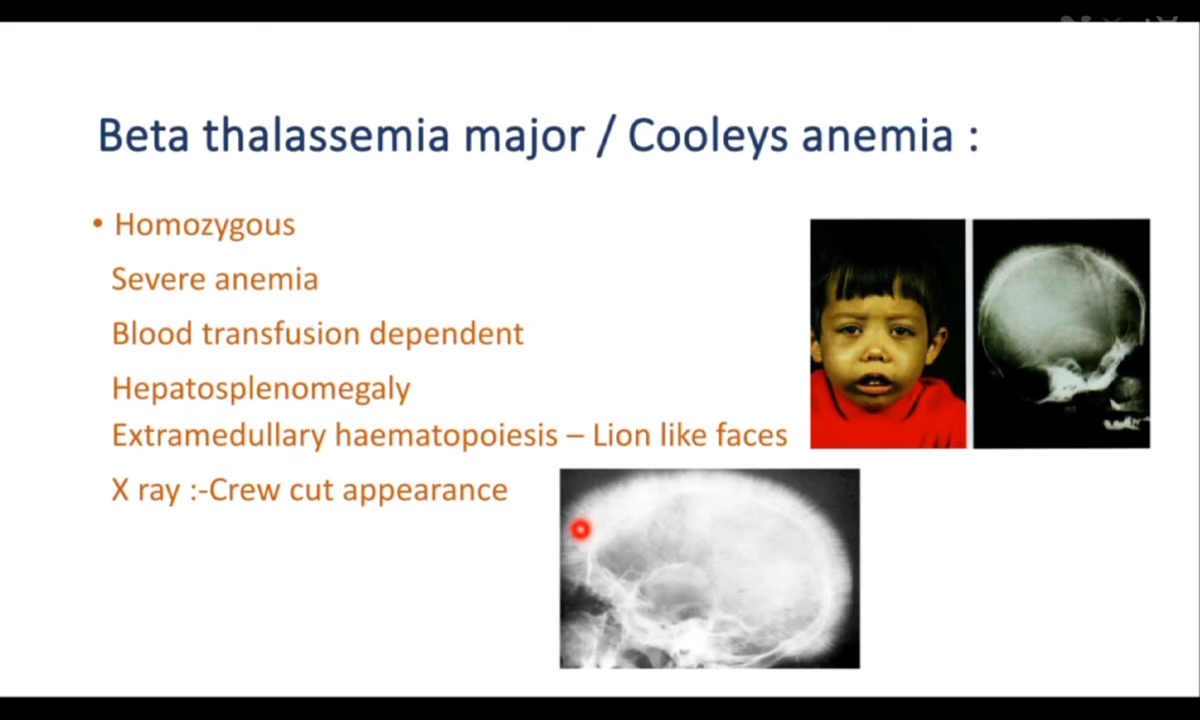 Beta thalassemia major / Cooleys anemia :
• Homozygous
Severe anemia
Blood transfusion dependent
Hepatosplenomegaly
Extramedullary haematopoiesis – Lion like faces
X ray :-Crew cut appearance